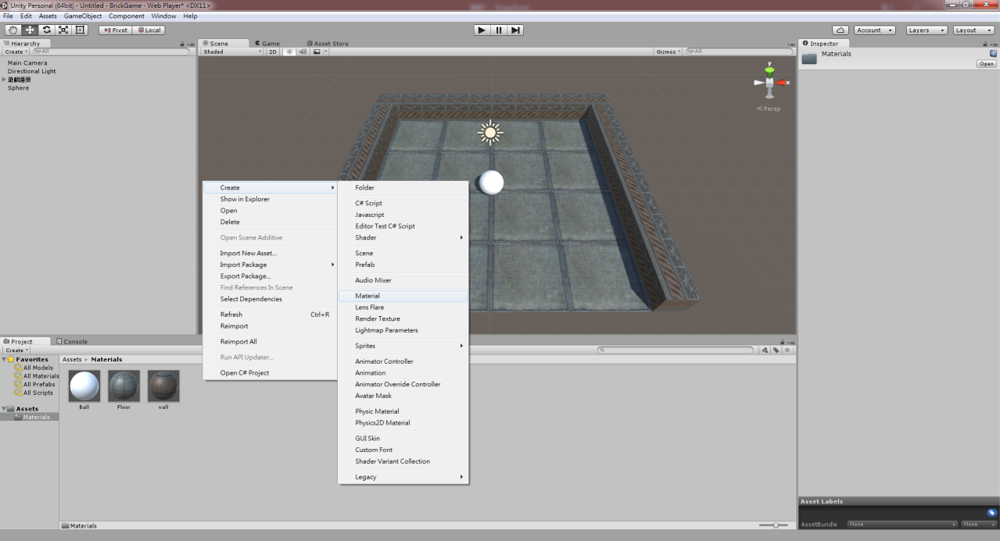 Unity Personal (64bit) - Untitled - BrickGame - Web Player* <DX11>
File Edit Assets GameObject Component Window Help
Pivot Local Account Layers Layout
Hierarchy
Create All
Main Camera
Directional Light
Sphere
Scene Game Asset Store
Shaded 2D Gizmos All
y
x
Persp
Inspector
Materials
Open
Create
Show in Explorer
Open
Delete
Open Scene Additive
Import New Asset...
Import Package
Export Package...
Find References In Scene
Select Dependencies
Refresh Ctrl+R
Reimport
Reimport All
Run API Updater...
Open C# Project
Folder
C# Script
Javascript
Editor Test C# Script
Shader
Scene
Prefab
Audio Mixer
Material
Lens Flare
Render Texture
Lightmap Parameters
Sprites
Animator Controller
Animation
Animator Override Controller
Avatar Mask
Physic Material
Physics2D Material
GUI Skin
Custom Font
Shader Variant Collection
Legacy
Project Console
Create
Favorites
All Models
All Materials
All Prefabs
All Scripts
Assets
Materials
Assets ▸ Materials
Ball Floor vall
Materials
Asset Labels
AssetBundle None None